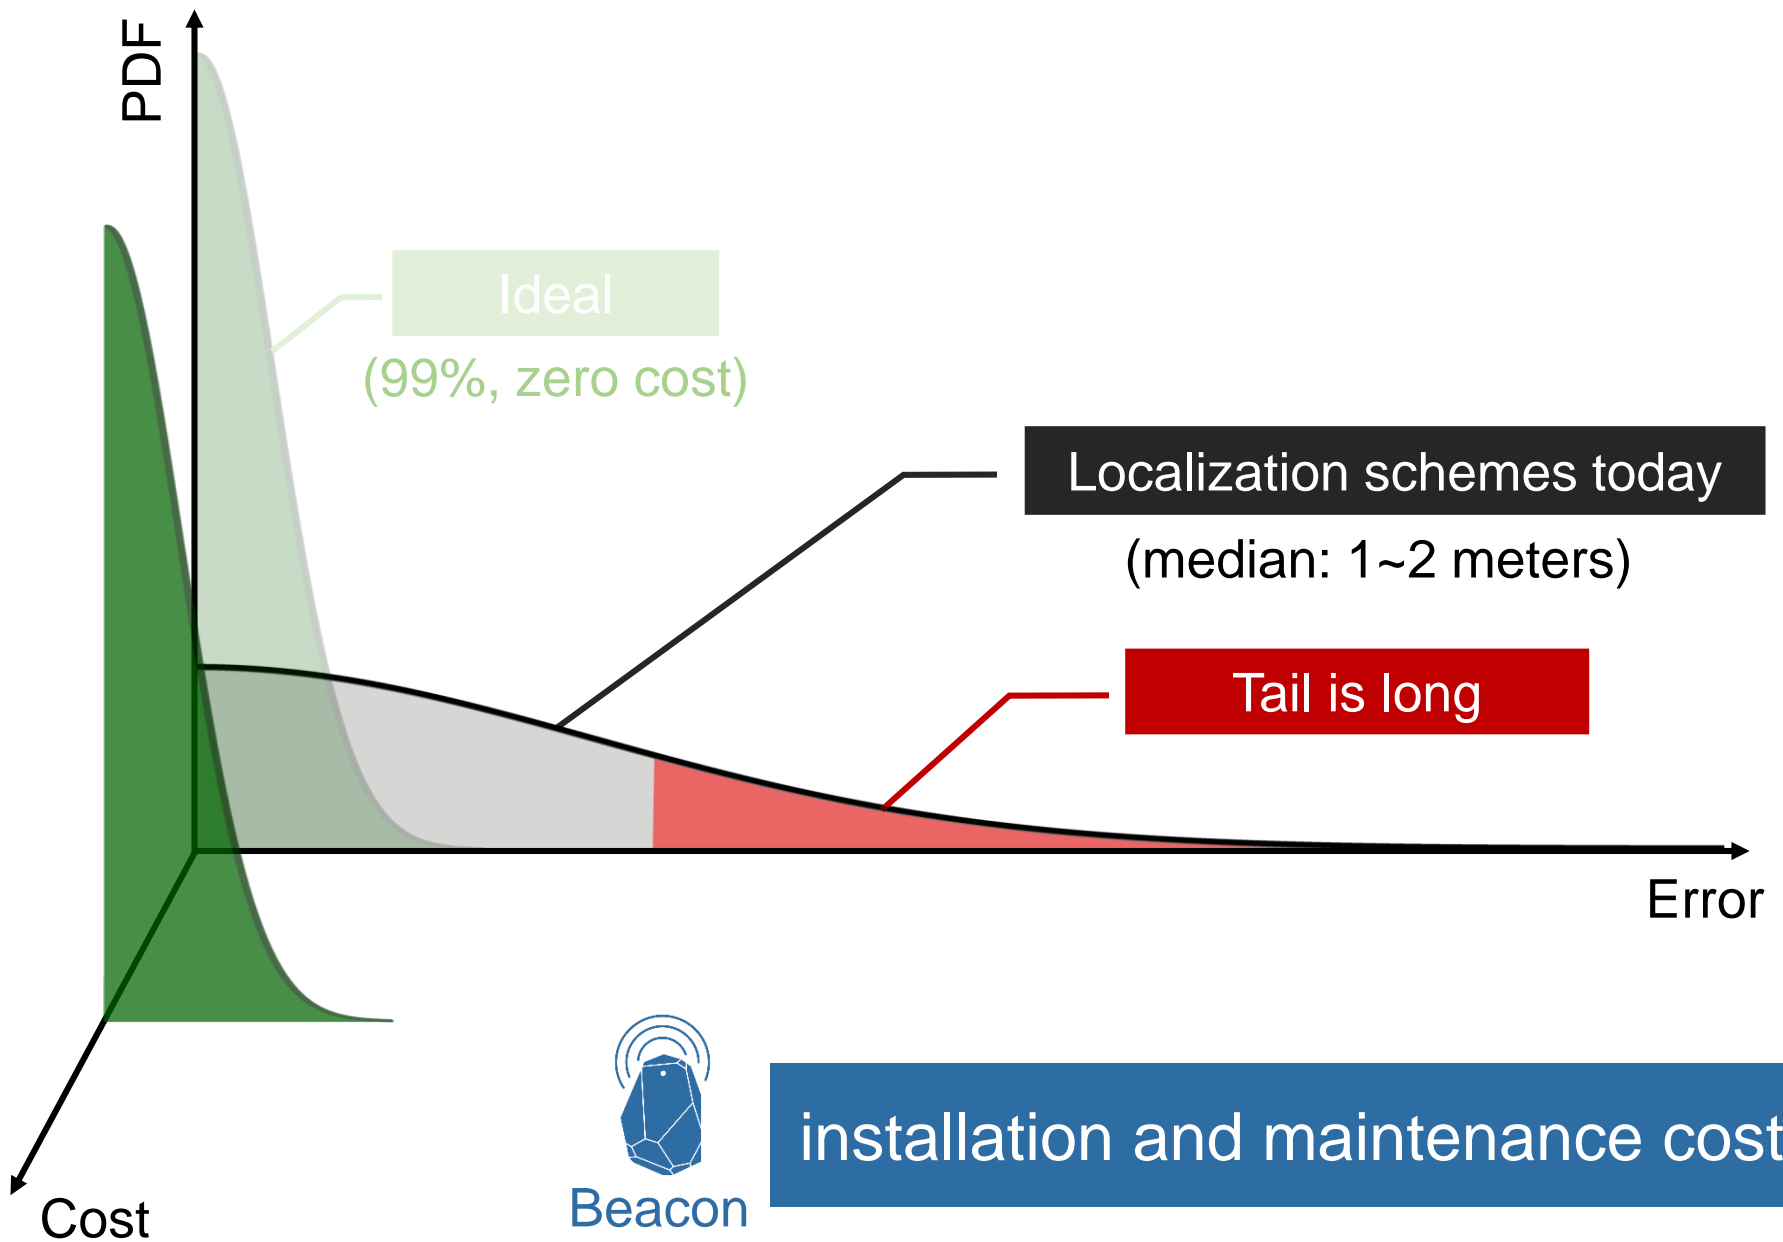 PDF
Ideal
(99%, zero cost)
Localization schemes today
(median: 1~2 meters)
Tail is long
Error
installation and maintenance cost
Beacon
Cost